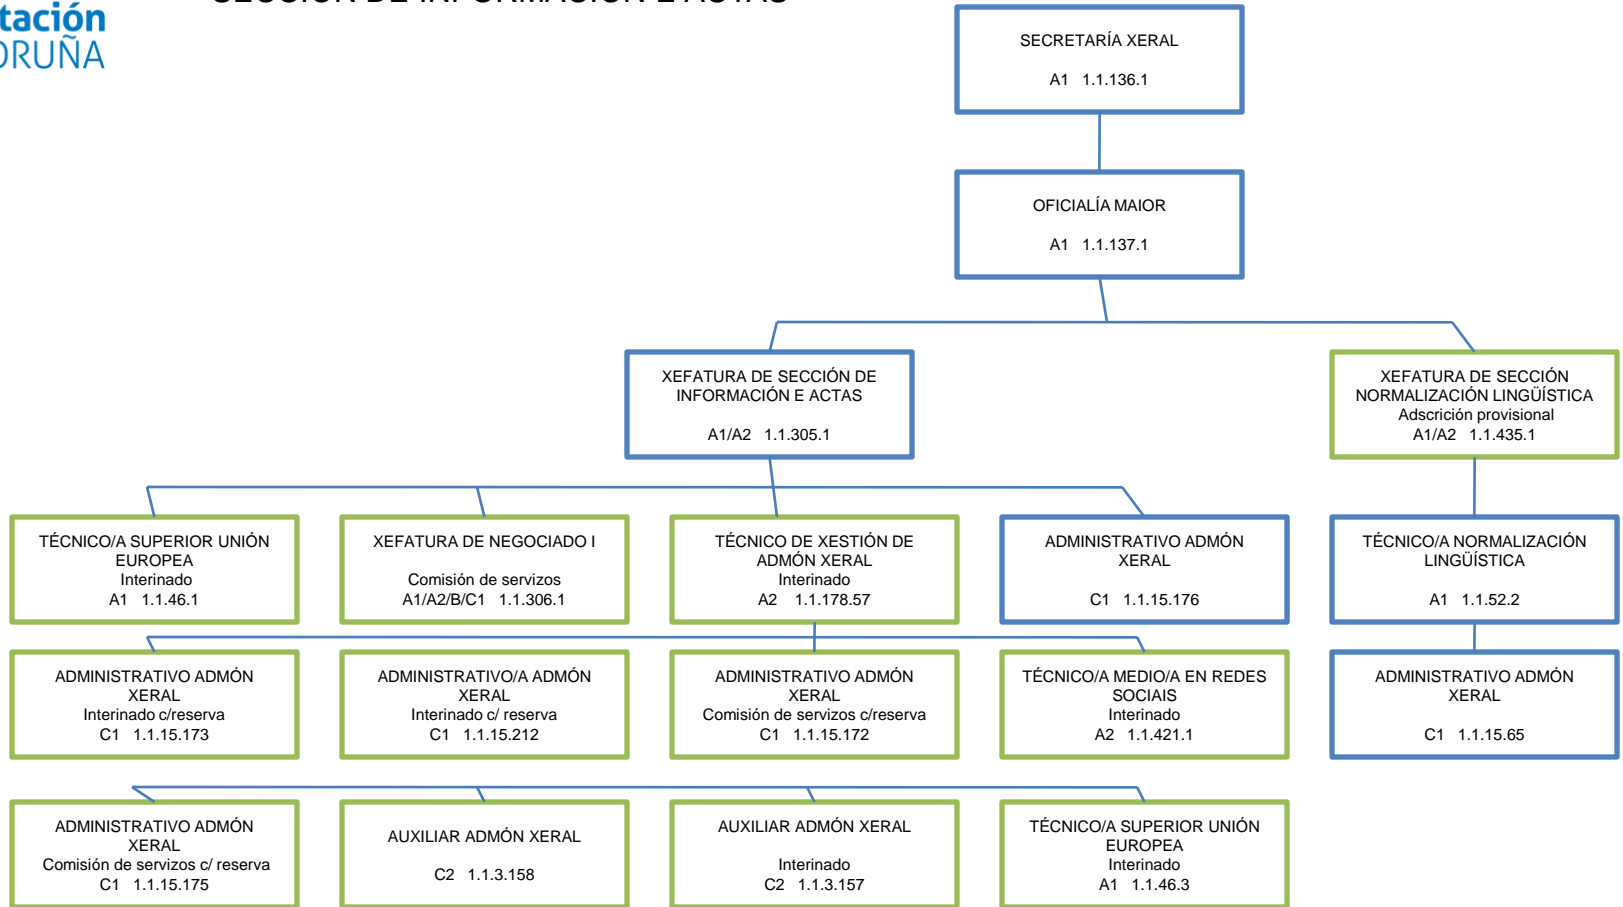 tación
ORUÑA
SECCIÓN DE INFORMACIÓN E ACTAS
SECRETARÍA XERAL
A1 1.1.136.1
OFICIALÍA MAIOR
A1 1.1.137.1
XEFATURA DE SECCIÓN DE
INFORMACIÓN E ACTAS
A1/A2 1.1.305.1
XEFATURA DE SECCIÓN
NORMALIZACIÓN LINGÜÍSTICA
Adscrición provisional
A1/A2 1.1.435.1
TÉCNICO/A SUPERIOR UNIÓN
EUROPEA
Interinado
A1 1.1.46.1
XEFATURA DE NEGOCIADO I
Comisión de servizos
A1/A2/B/C1 1.1.306.1
TÉCNICO DE XESTIÓN DE
ADMÓN XERAL
Interinado
A2 1.1.178.57
ADMINISTRATIVO ADMÓN
XERAL
C1 1.1.15.176
TÉCNICO/A NORMALIZACIÓN
LINGÜÍSTICA
A1 1.1.52.2
ADMINISTRATIVO ADMÓN
XERAL
Interinado c/reserva
C1 1.1.15.173
ADMINISTRATIVO/A ADMÓN
XERAL
Interinado c/ reserva
C1 1.1.15.212
ADMINISTRATIVO ADMÓN
XERAL
Comisión de servizos c/reserva
C1 1.1.15.172
TÉCNICO/A MEDIO/A EN REDES
SOCIAIS
Interinado
A2 1.1.421.1
ADMINISTRATIVO ADMÓN
XERAL
C1 1.1.15.65
ADMINISTRATIVO ADMÓN
XERAL
Comisión de servizos c/ reserva
C1 1.1.15.175
AUXILIAR ADMÓN XERAL
C2 1.1.3.158
AUXILIAR ADMÓN XERAL
Interinado
C2 1.1.3.157
TÉCNICO/A SUPERIOR UNIÓN
EUROPEA
Interinado
A1 1.1.46.3